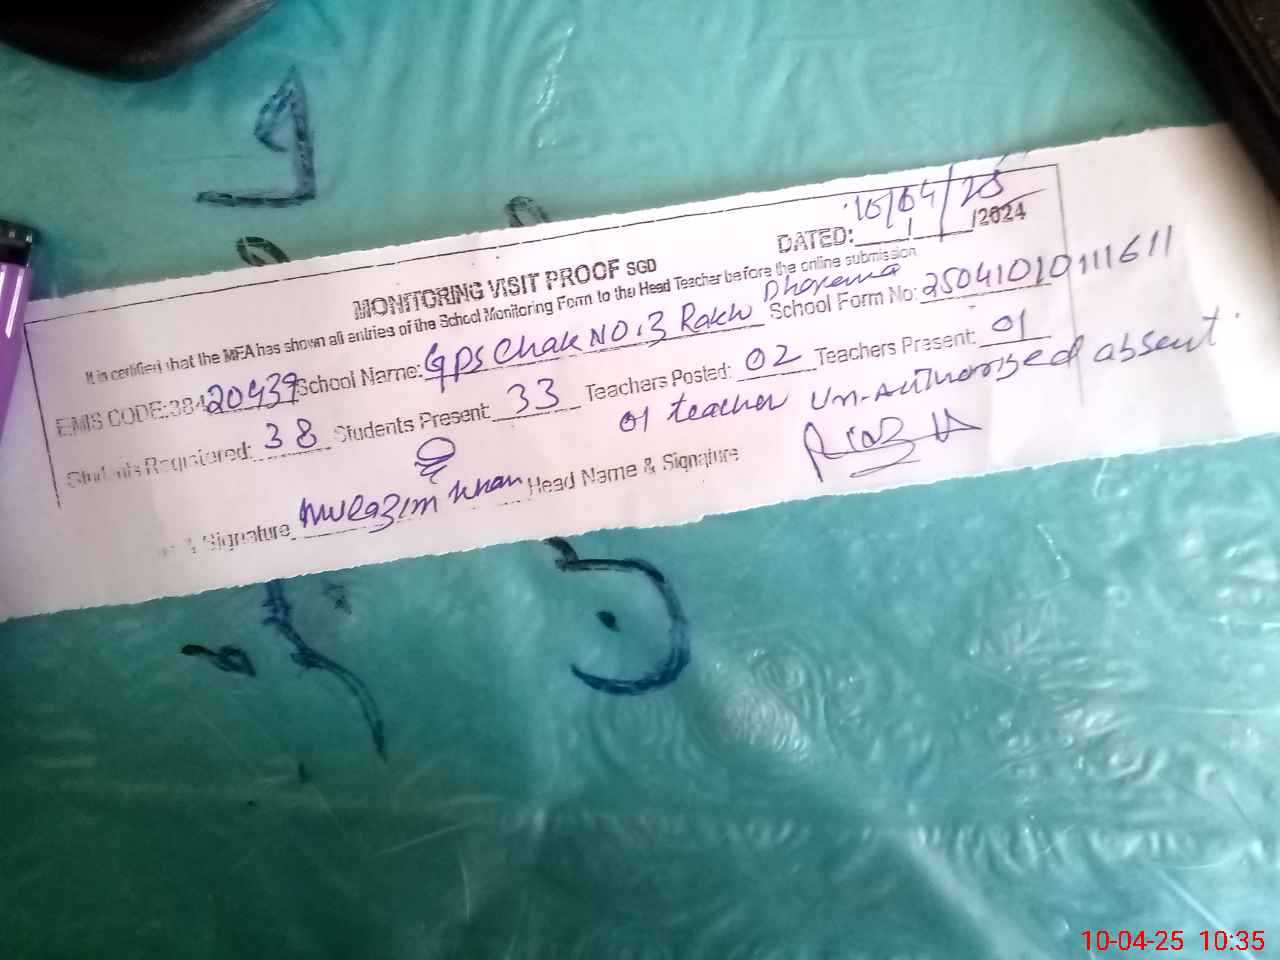 MONITORING VISIT PROOF SGD
DATED: 10/04/25 /2024
It is certified that the MEA has shown all entries of the School Monitoring Form to the Head Teacher before the online submission
EMIS CODE:38420439 School Name: GPS Chak NO.3 Rakh Dharema School Form No: 25041010111611
Students Registered: 38 Students Present: 33 Teachers Posted: 02 Teachers Present: 01
01 teacher Un-Authorised absent.
Signature Mulazim Khan Head Name & Signature
10-04-25 10:35